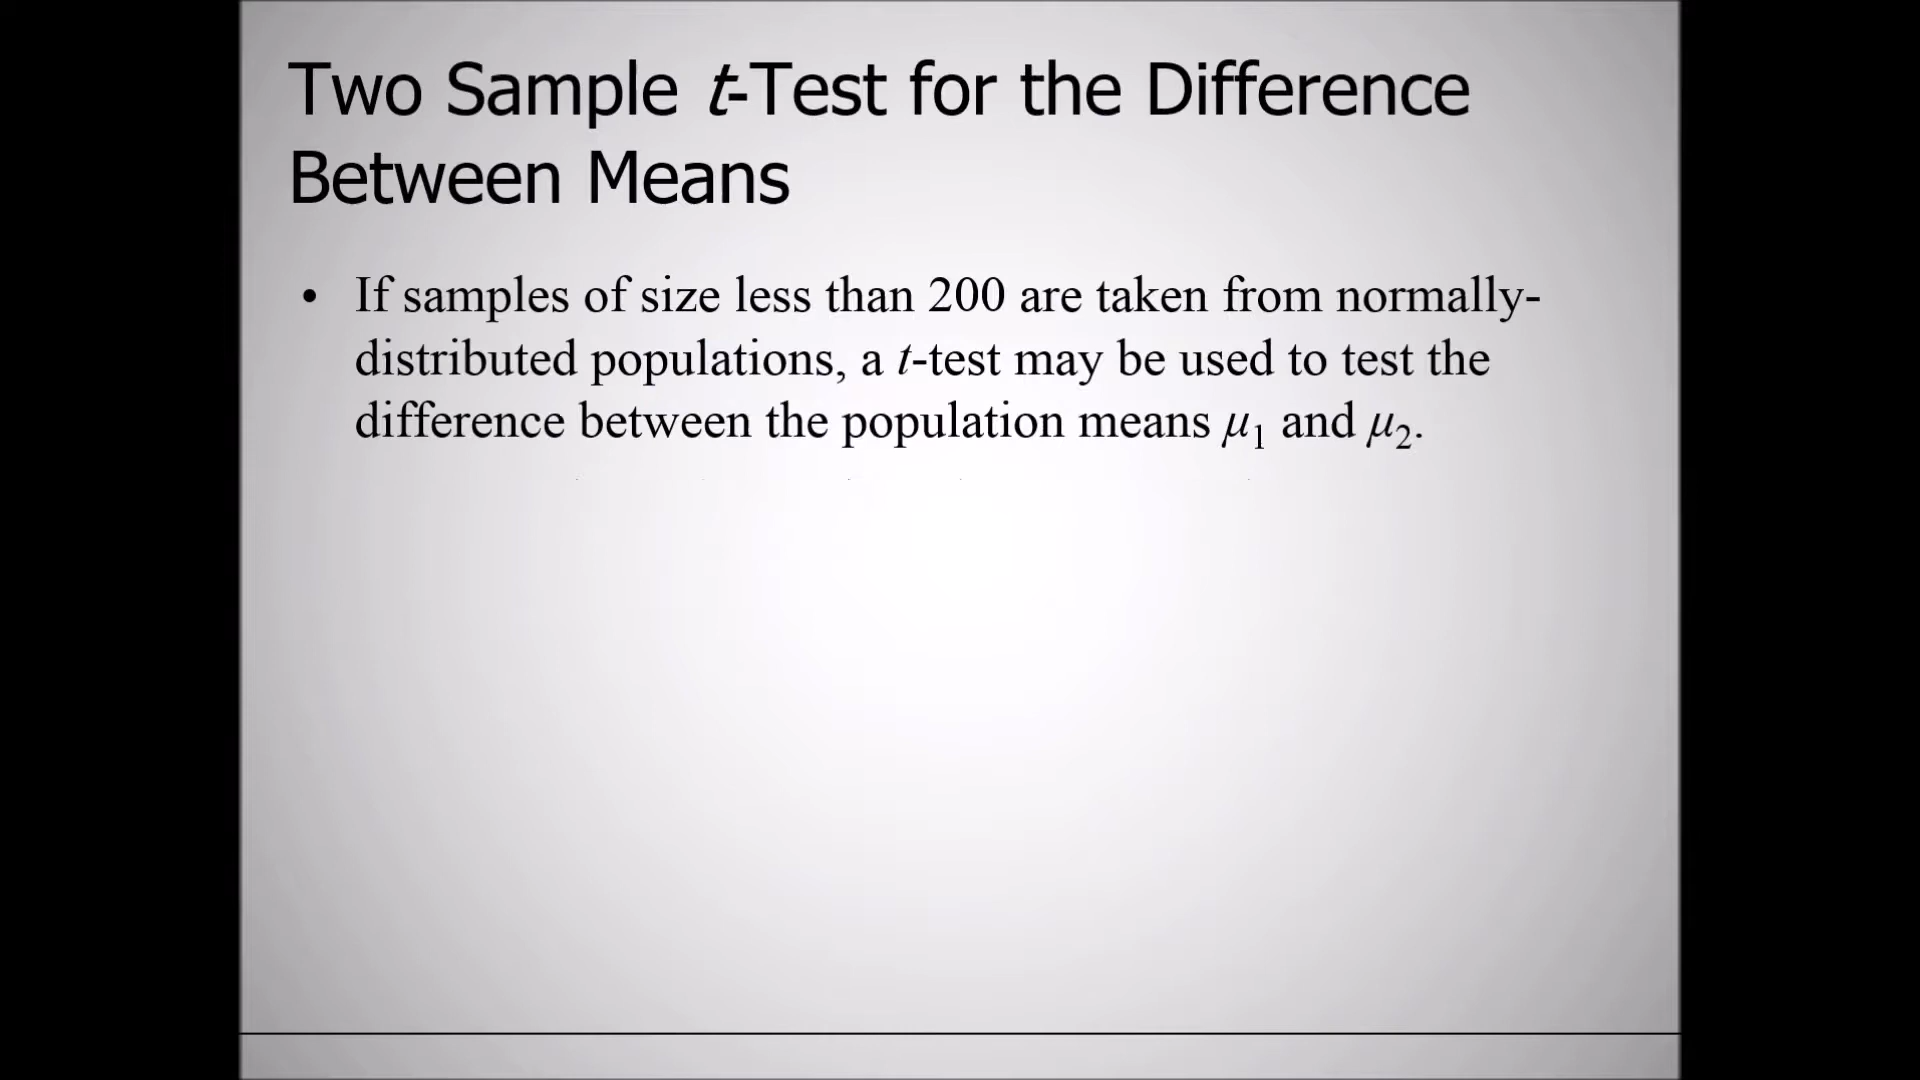 Two Sample t-Test for the Difference
Between Means
• If samples of size less than 200 are taken from normally-
distributed populations, a t-test may be used to test the
difference between the population means μ₁ and μ₂.